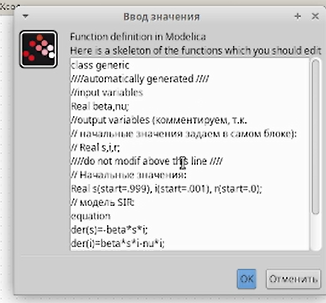 Ввод значения
Function definition in Modelica
Here is a skeleton of the functions which you should edit
class generic
////automatically generated ////
//input variables
Real beta,nu;
//output variables (комментируем, т.к.
// начальные значения задаем в самом блоке):
// Real s,i,r;
////do not modif above this line ////
// Начальные значения:
Real s(start=.999), i(start=.001), r(start=.0);
// модель SIR:
equation
der(s)=-beta*s*i;
der(i)=beta*s*i-nu*i;
OK
Отменить